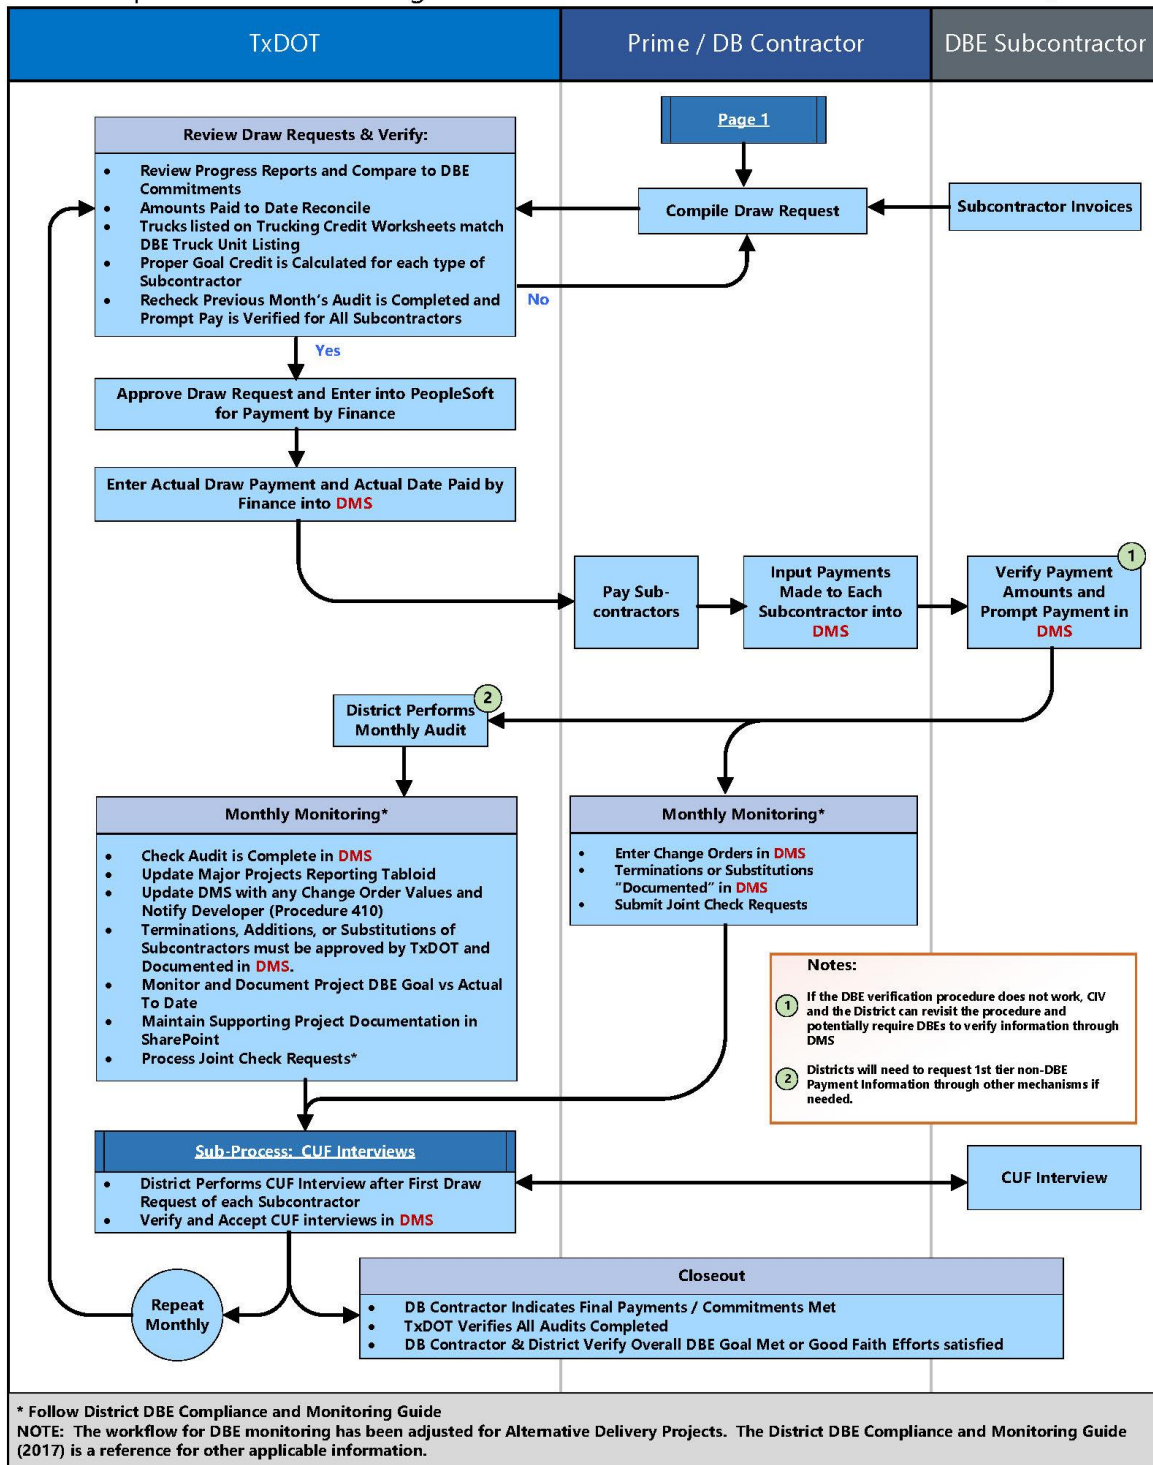 TxDOT
Prime / DB Contractor
DBE Subcontractor
Page 1
Review Draw Requests & Verify:
• Review Progress Reports and Compare to DBE
Commitments
• Amounts Paid to Date Reconcile
• Trucks listed on Trucking Credit Worksheets match
DBE Truck Unit Listing
• Proper Goal Credit is Calculated for each type of
Subcontractor
• Recheck Previous Month's Audit is Completed and
Prompt Pay is Verified for All Subcontractors
Compile Draw Request
Subcontractor Invoices
No
Yes
Approve Draw Request and Enter into PeopleSoft
for Payment by Finance
Enter Actual Draw Payment and Actual Date Paid by
Finance into DMS
Pay Sub-
contractors
Input Payments
Made to Each
Subcontractor into
DMS
1
Verify Payment
Amounts and
Prompt Payment in
DMS
2
District Performs
Monthly Audit
Monthly Monitoring*
• Check Audit is Complete in DMS
• Update Major Projects Reporting Tabloid
• Update DMS with any Change Order Values and
Notify Developer (Procedure 410)
• Terminations, Additions, or Substitutions of
Subcontractors must be approved by TxDOT and
Documented in DMS.
• Monitor and Document Project DBE Goal vs Actual
To Date
• Maintain Supporting Project Documentation in
SharePoint
• Process Joint Check Requests*
Monthly Monitoring*
• Enter Change Orders in DMS
• Terminations or Substitutions
"Documented" in DMS
• Submit Joint Check Requests
Notes:
1 If the DBE verification procedure does not work, CIV
and the District can revisit the procedure and
potentially require DBEs to verify information through
DMS
2 Districts will need to request 1st tier non-DBE
Payment Information through other mechanisms if
needed.
Sub-Process: CUF Interviews
• District Performs CUF Interview after First Draw
Request of each Subcontractor
• Verify and Accept CUF interviews in DMS
CUF Interview
Repeat
Monthly
Closeout
• DB Contractor Indicates Final Payments / Commitments Met
• TxDOT Verifies All Audits Completed
• DB Contractor & District Verify Overall DBE Goal Met or Good Faith Efforts satisfied
* Follow District DBE Compliance and Monitoring Guide
NOTE: The workflow for DBE monitoring has been adjusted for Alternative Delivery Projects. The District DBE Compliance and Monitoring Guide
(2017) is a reference for other applicable information.